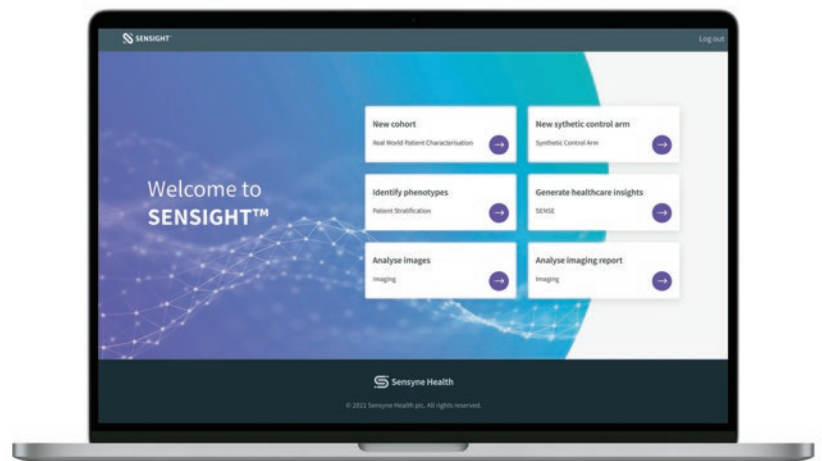 SENSIGHT™
Log out
Welcome to
SENSIGHT™
New cohort
Real World Patient Characterisation
New sythetic control arm
Synthetic Control Arm
Identify phenotypes
Patient Stratification
Generate healthcare insights
SENSE
Analyse images
Imaging
Analyse imaging report
Imaging
Sensyne Health
© 2021 Sensyne Health plc. All rights reserved.